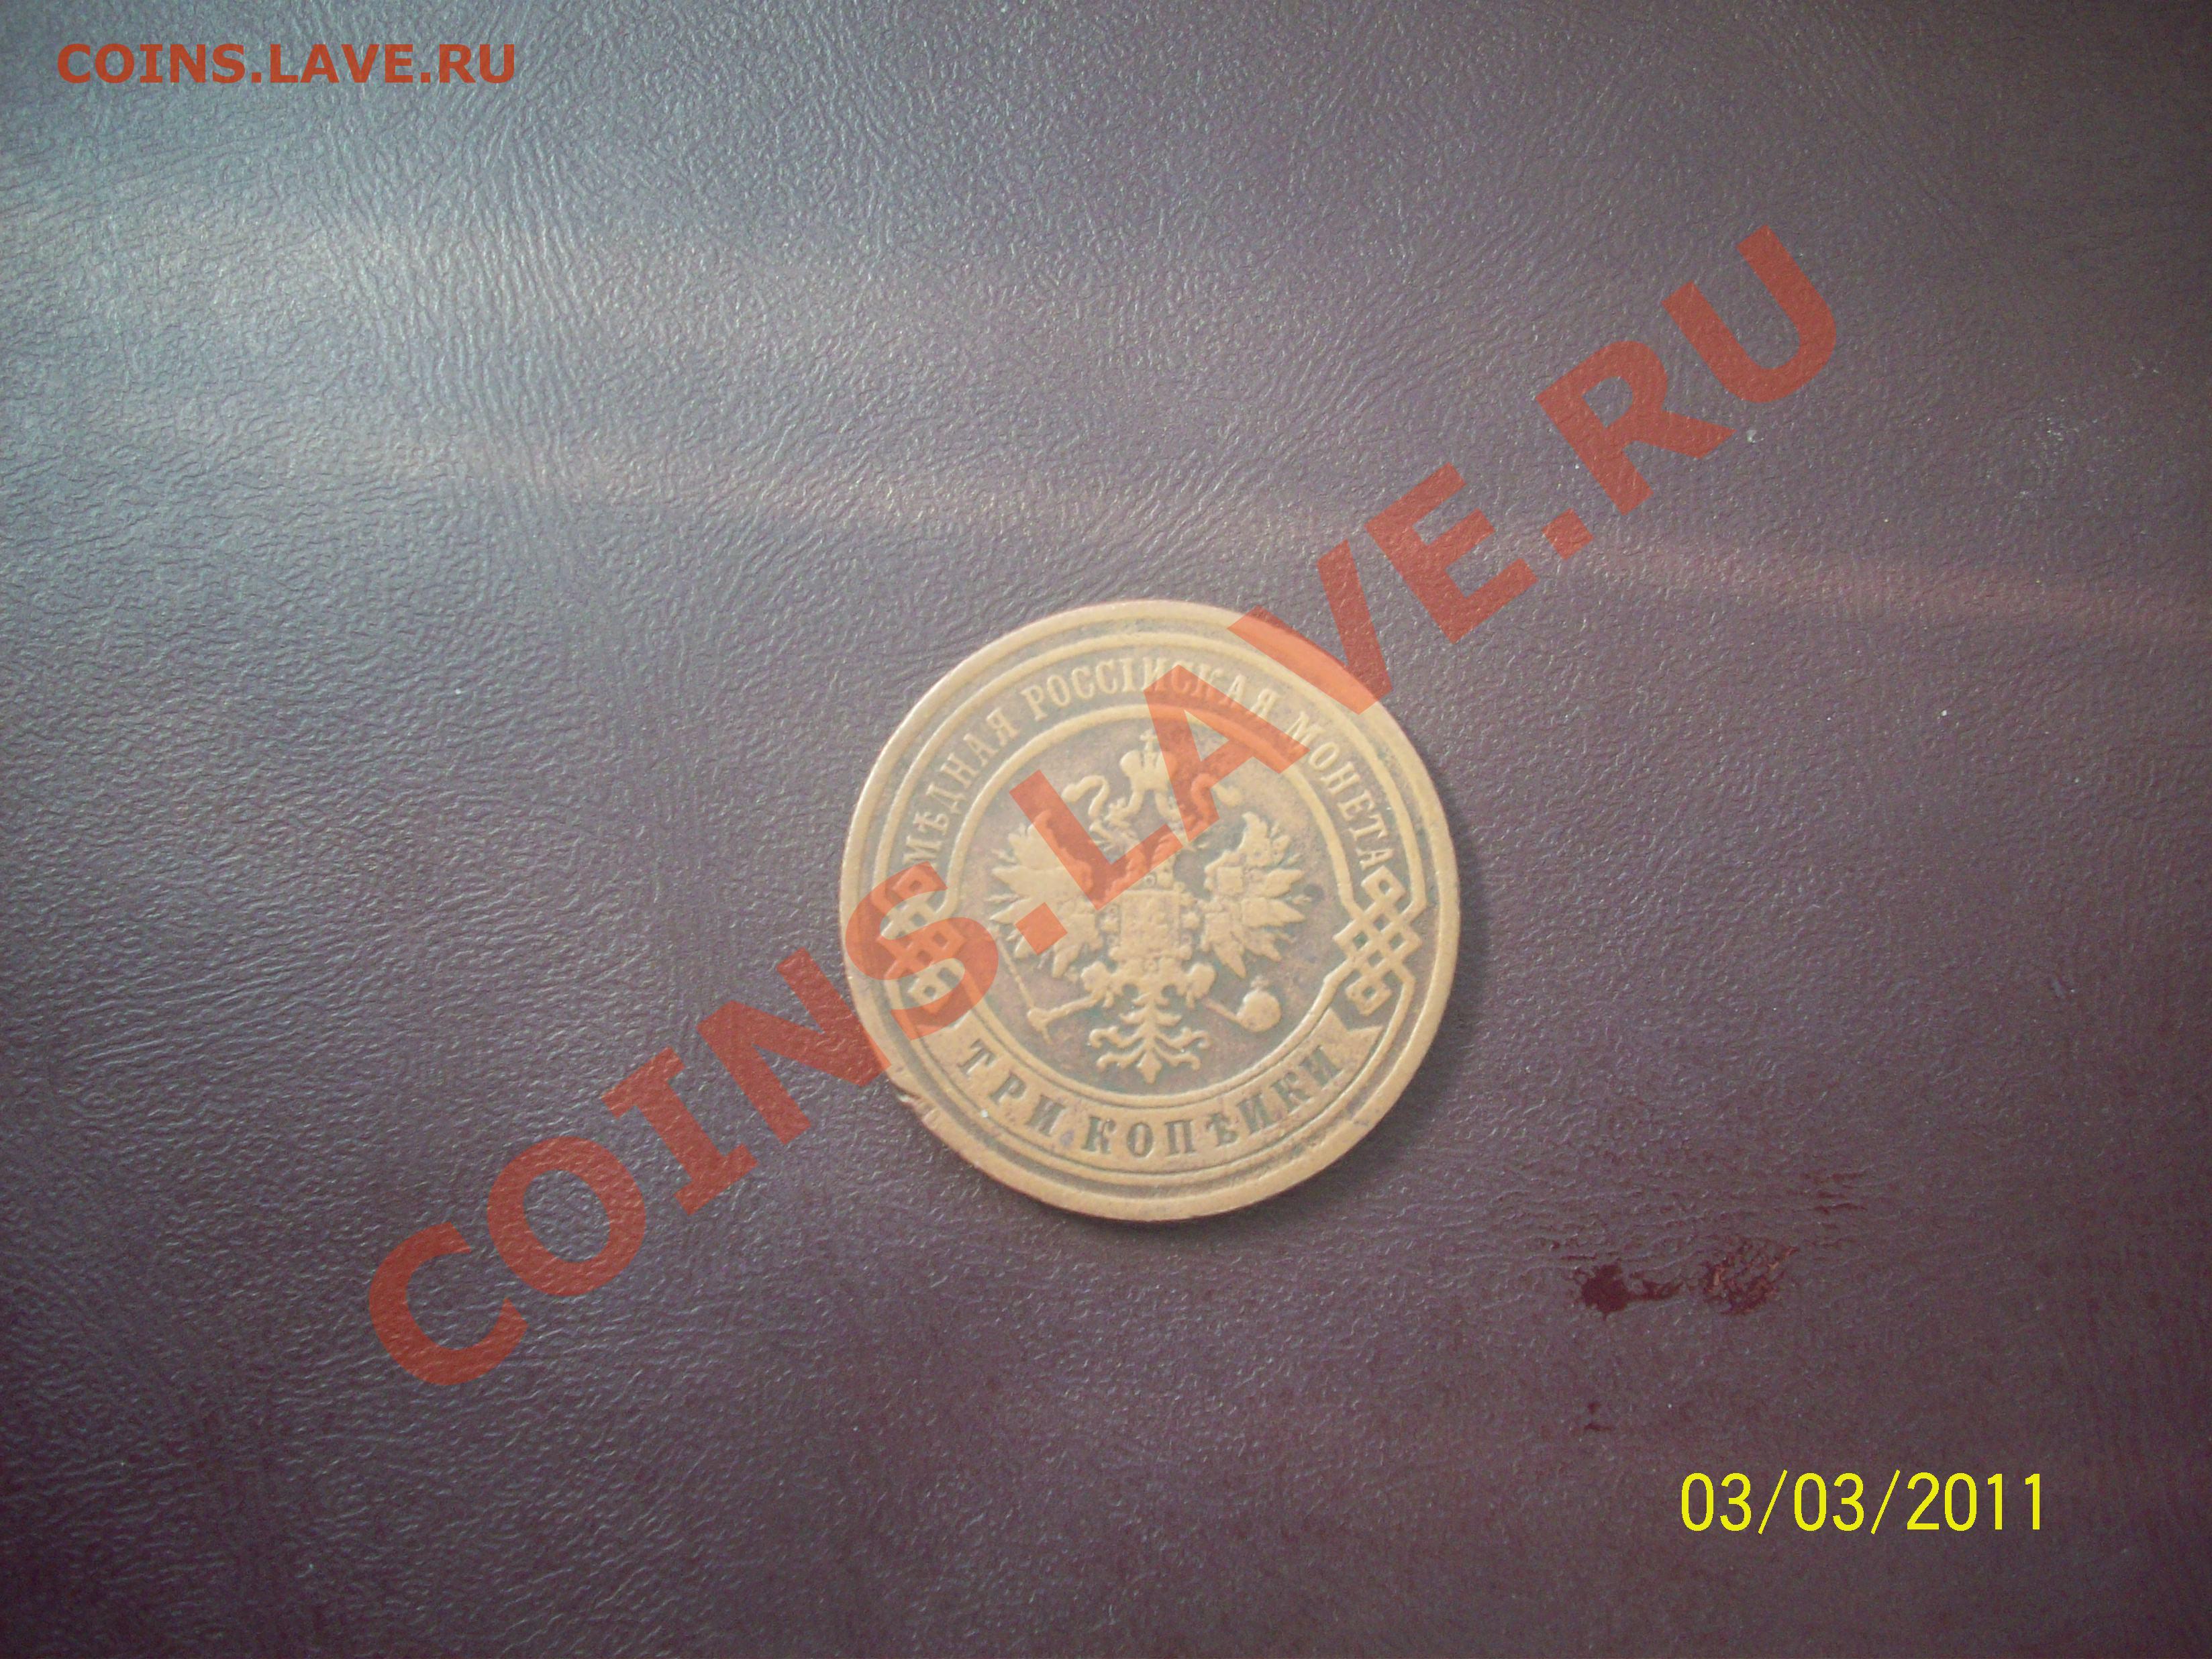 COINS.LAVE.RU
COINS.LAVE.RU
МѢДНАЯ РОССІЙСКАЯ МОНЕТА
ТРИ КОПѢЙКИ
03/03/2011